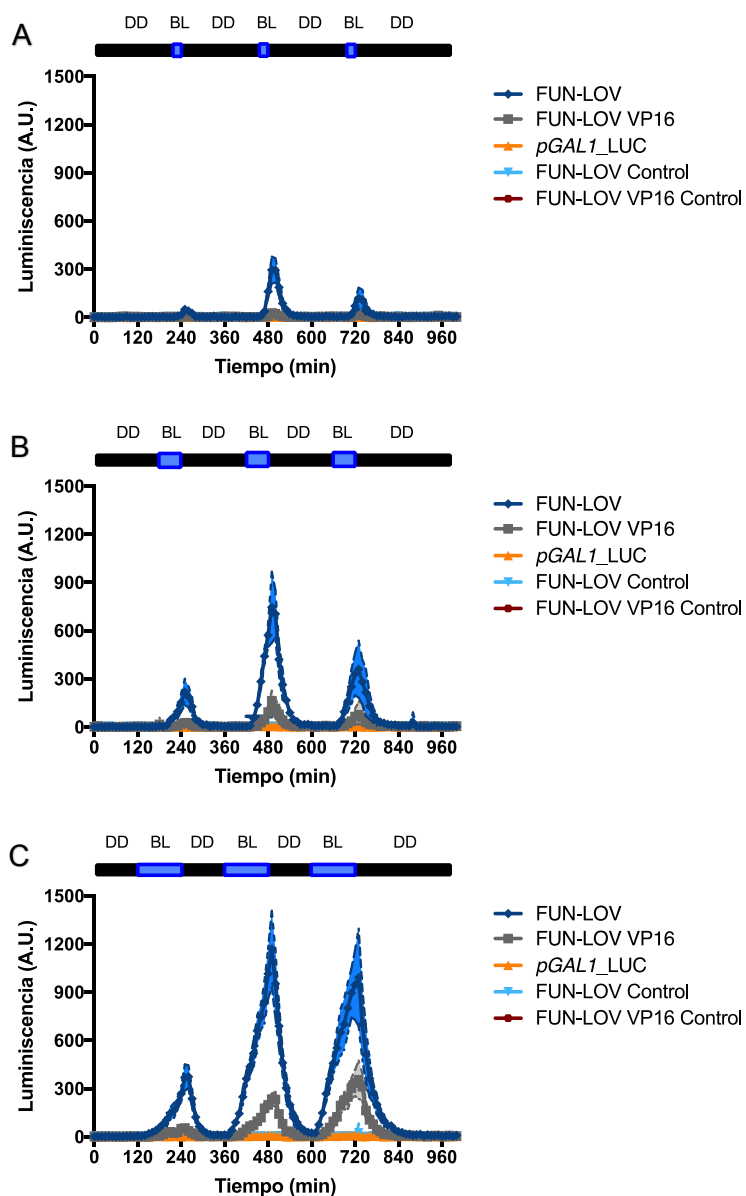 A
DD BL DD BL DD BL DD
1500
1200
900
600
300
0
Luminiscencia (A.U.)
0 120 240 360 480 600 720 840 960
Tiempo (min)
FUN-LOV
FUN-LOV VP16
pGAL1_LUC
FUN-LOV Control
FUN-LOV VP16 Control
B
DD BL DD BL DD BL DD
1500
1200
900
600
300
0
Luminiscencia (A.U.)
0 120 240 360 480 600 720 840 960
Tiempo (min)
FUN-LOV
FUN-LOV VP16
pGAL1_LUC
FUN-LOV Control
FUN-LOV VP16 Control
C
DD BL DD BL DD BL DD
1500
1200
900
600
300
0
Luminiscencia (A.U.)
0 120 240 360 480 600 720 840 960
Tiempo (min)
FUN-LOV
FUN-LOV VP16
pGAL1_LUC
FUN-LOV Control
FUN-LOV VP16 Control